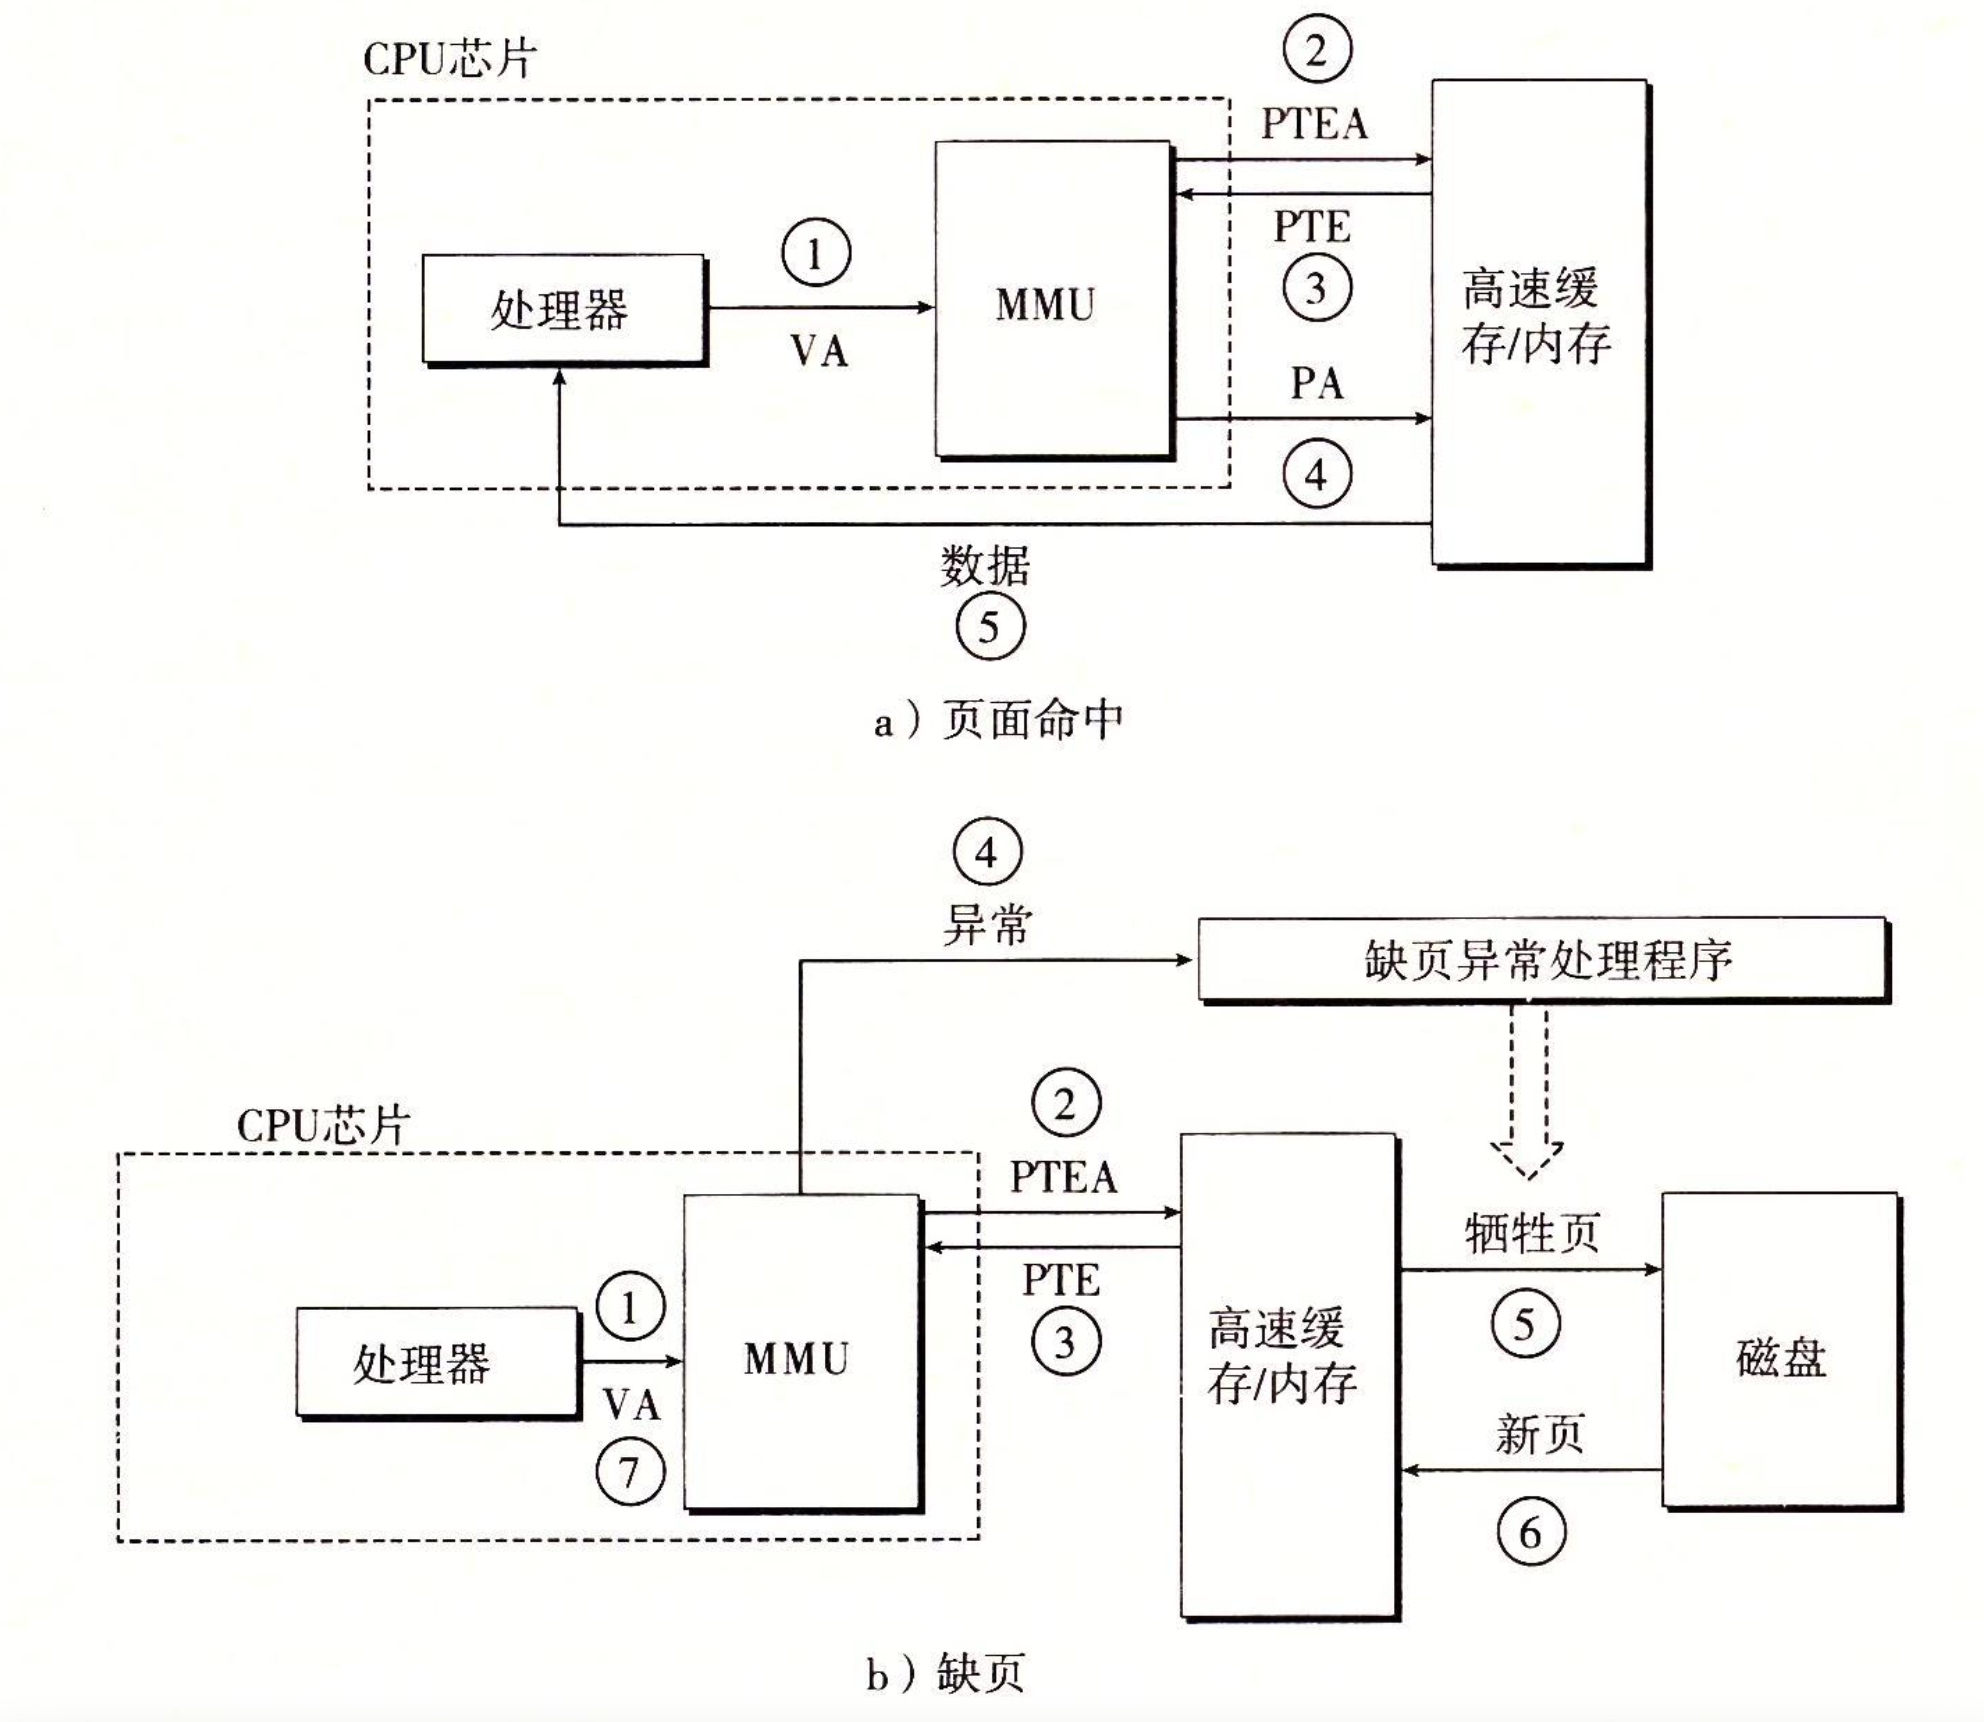 CPU芯片
②
PTEA
PTE
③
处理器
①
VA
MMU
高速缓
存/内存
PA
④
数据
⑤
a）页面命中
④
异常
缺页异常处理程序
CPU芯片
②
PTEA
PTE
③
处理器
①
VA
⑦
MMU
高速缓
存/内存
牺牲页
⑤
磁盘
新页
⑥
b）缺页